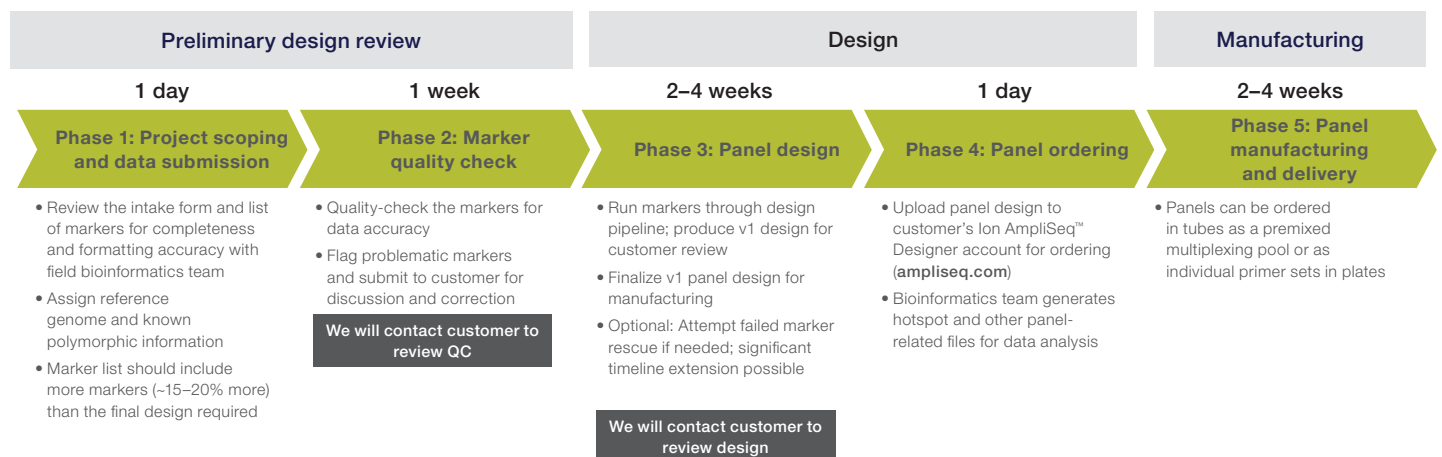 Preliminary design review
Design
Manufacturing
1 day
1 week
2–4 weeks
1 day
2–4 weeks
Phase 1: Project scoping
and data submission
Phase 2: Marker
quality check
Phase 3: Panel design
Phase 4: Panel ordering
Phase 5: Panel
manufacturing
and delivery
• Review the intake form and list
of markers for completeness
and formatting accuracy with
field bioinformatics team
• Assign reference
genome and known
polymorphic information
• Marker list should include
more markers (~15–20% more)
than the final design required
• Quality-check the markers for
data accuracy
• Flag problematic markers
and submit to customer for
discussion and correction
We will contact customer to
review QC
• Run markers through design
pipeline; produce v1 design for
customer review
• Finalize v1 panel design for
manufacturing
• Optional: Attempt failed marker
rescue if needed; significant
timeline extension possible
We will contact customer to
review design
• Upload panel design to
customer’s Ion AmpliSeq™
Designer account for ordering
(ampliseq.com)
• Bioinformatics team generates
hotspot and other panel-
related files for data analysis
• Panels can be ordered
in tubes as a premixed
multiplexing pool or as
individual primer sets in plates